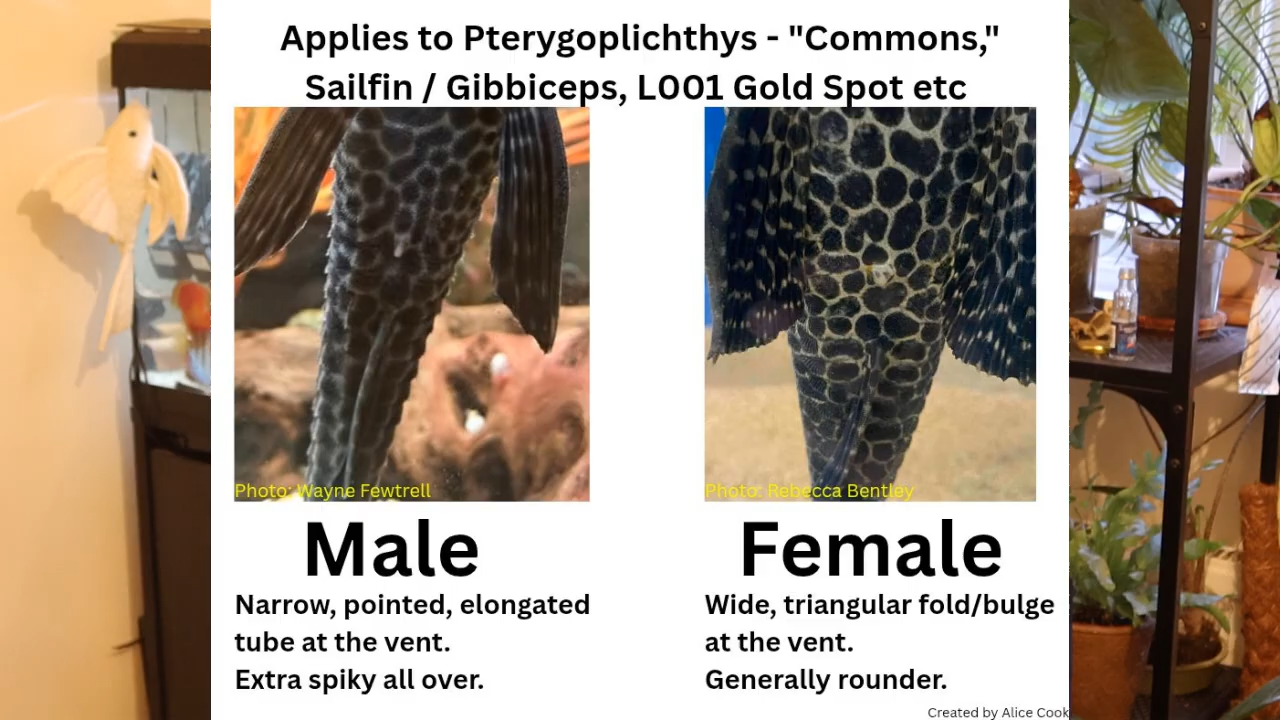 Applies to Pterygoplichthys - "Commons,"
Sailfin / Gibbiceps, L001 Gold Spot etc
Photo: Wayne Fewtrell
Photo: Rebecca Bentley
Male
Female
Narrow, pointed, elongated
tube at the vent.
Extra spiky all over.
Wide, triangular fold/bulge
at the vent.
Generally rounder.
Created by Alice Cook